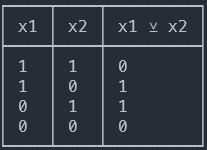 x1 x2 x1 ⊻ x2
1 1 0
1 0 1
0 1 1
0 0 0